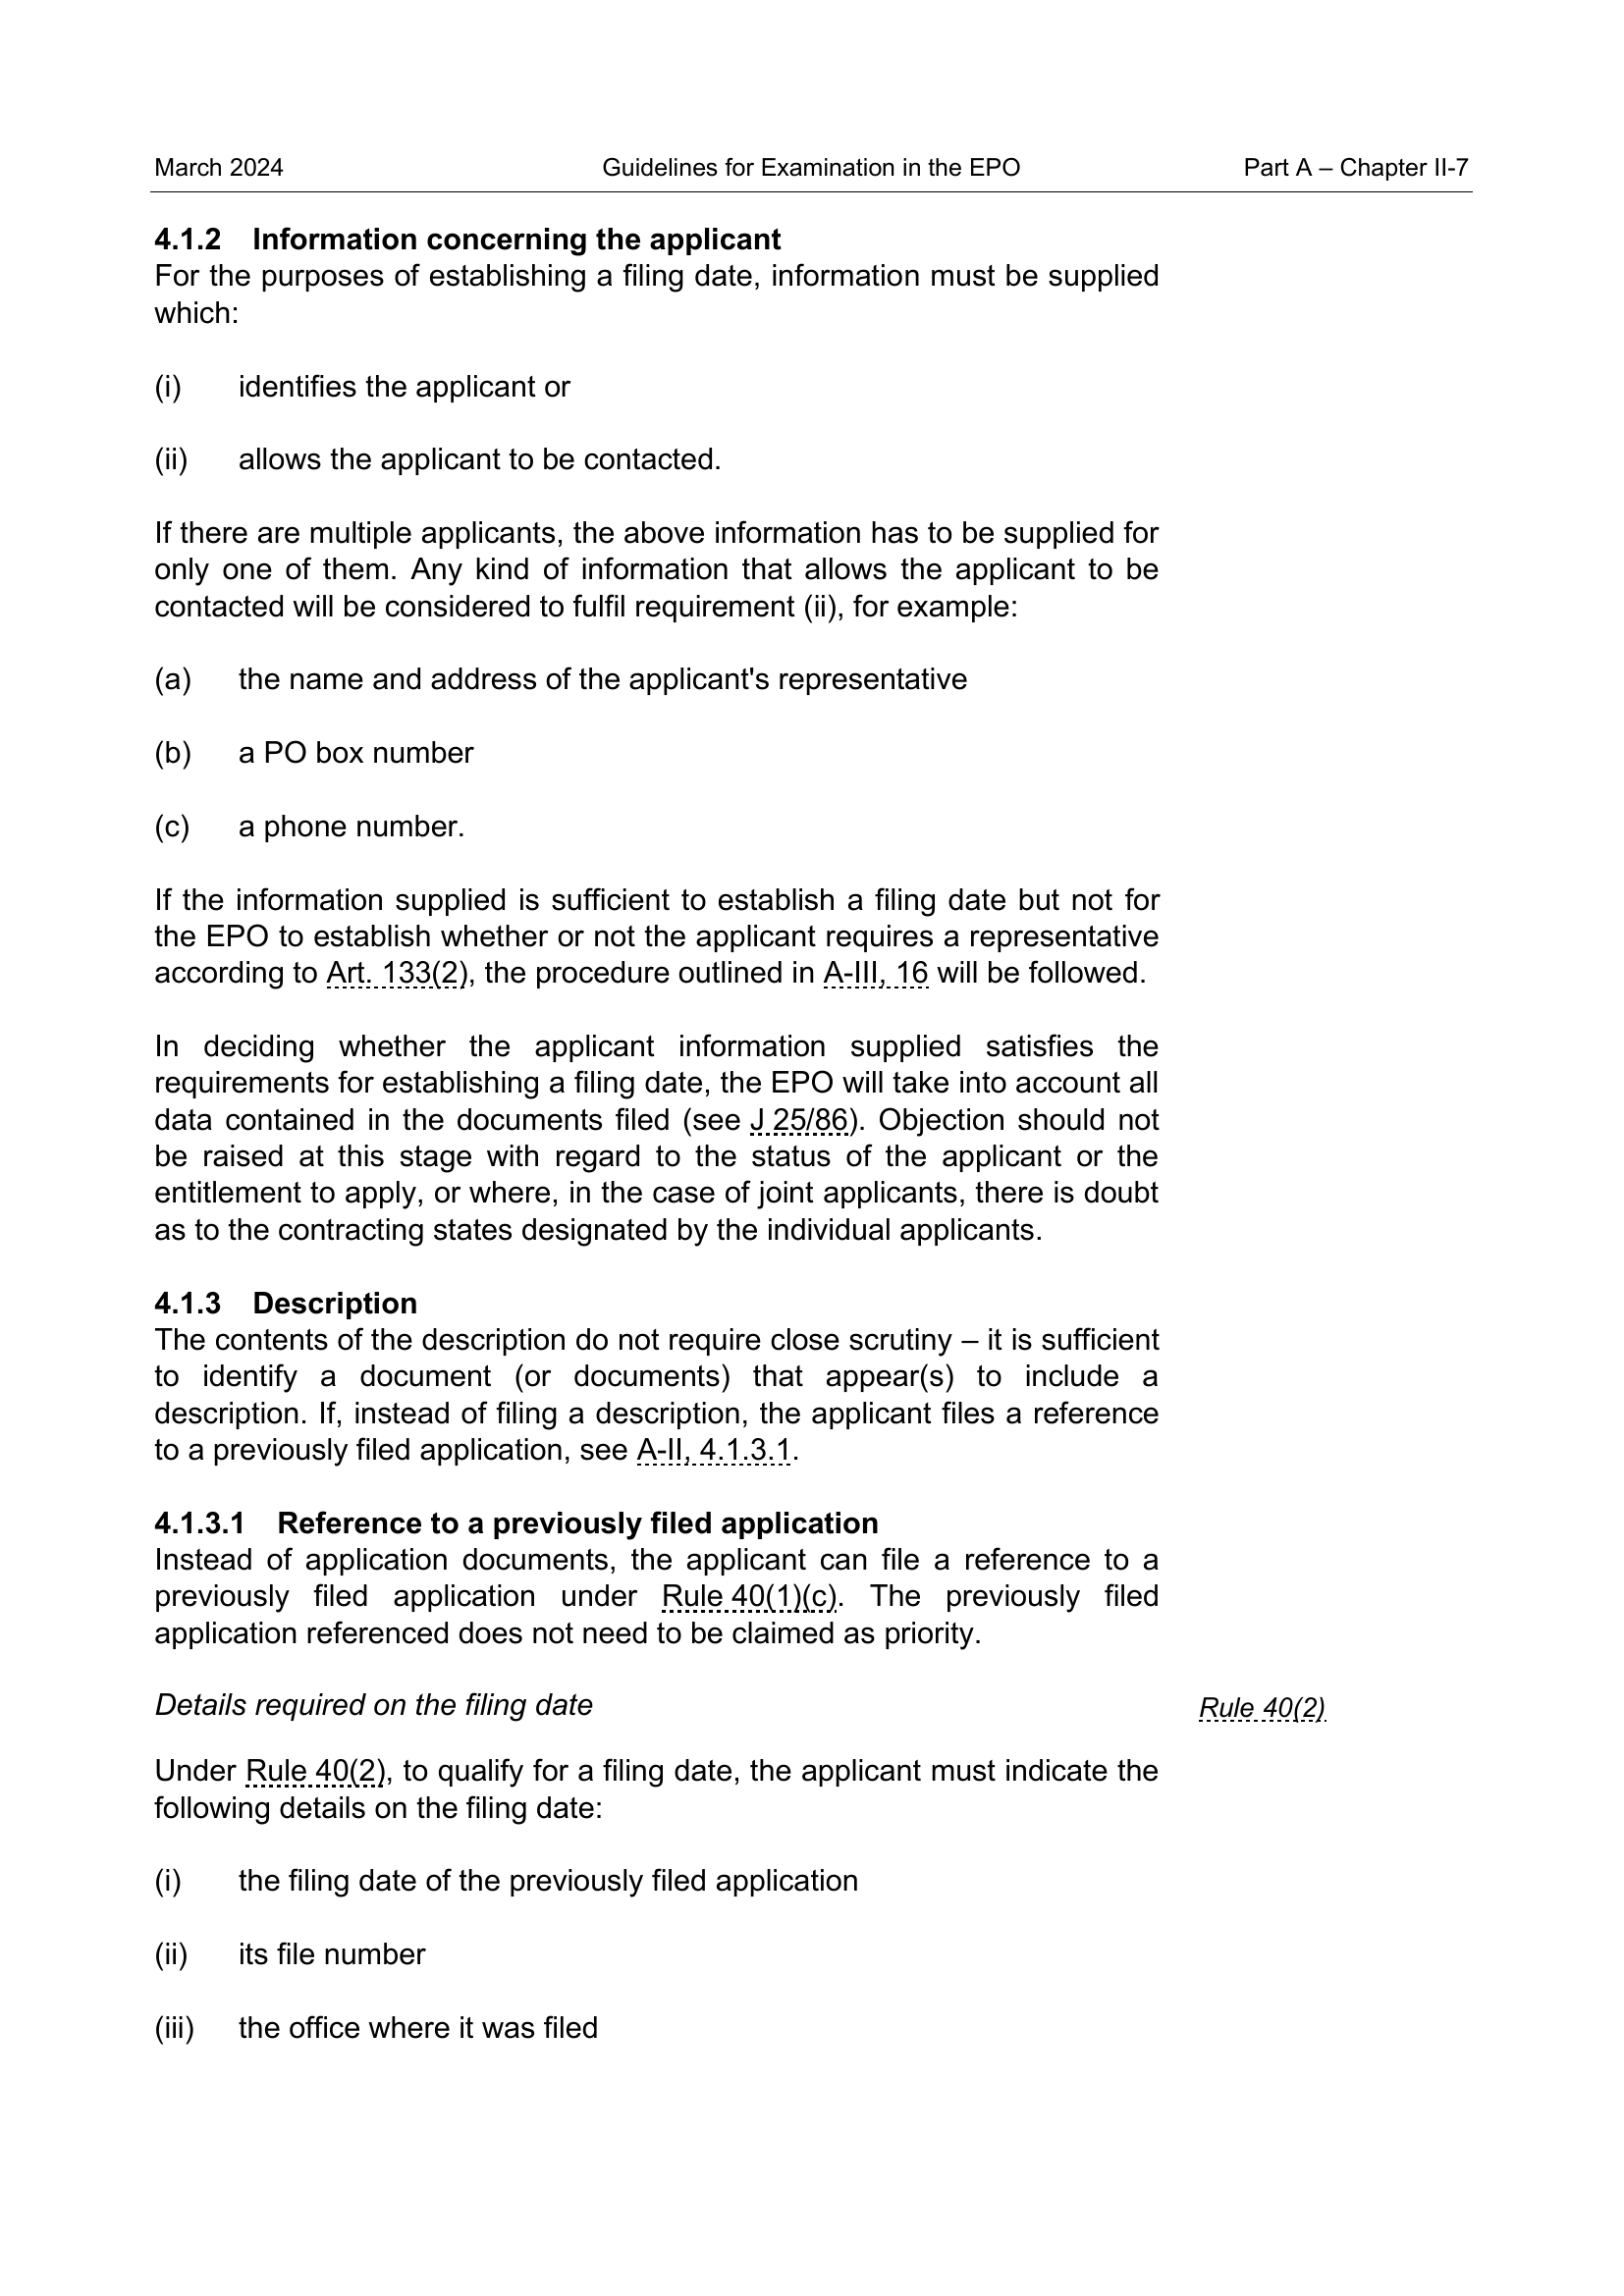 March 2024 Guidelines for Examination in the EPO Part A – Chapter II-7
4.1.2 Information concerning the applicant
For the purposes of establishing a filing date, information must be supplied
which:
(i) identifies the applicant or
(ii) allows the applicant to be contacted.
If there are multiple applicants, the above information has to be supplied for
only one of them. Any kind of information that allows the applicant to be
contacted will be considered to fulfil requirement (ii), for example:
(a) the name and address of the applicant's representative
(b) a PO box number
(c) a phone number.
If the information supplied is sufficient to establish a filing date but not for
the EPO to establish whether or not the applicant requires a representative
according to Art. 133(2), the procedure outlined in A-III, 16 will be followed.
In deciding whether the applicant information supplied satisfies the
requirements for establishing a filing date, the EPO will take into account all
data contained in the documents filed (see J 25/86). Objection should not
be raised at this stage with regard to the status of the applicant or the
entitlement to apply, or where, in the case of joint applicants, there is doubt
as to the contracting states designated by the individual applicants.
4.1.3 Description
The contents of the description do not require close scrutiny – it is sufficient
to identify a document (or documents) that appear(s) to include a
description. If, instead of filing a description, the applicant files a reference
to a previously filed application, see A-II, 4.1.3.1.
4.1.3.1 Reference to a previously filed application
Instead of application documents, the applicant can file a reference to a
previously filed application under Rule 40(1)(c). The previously filed
application referenced does not need to be claimed as priority.
Details required on the filing date Rule 40(2)
Under Rule 40(2), to qualify for a filing date, the applicant must indicate the
following details on the filing date:
(i) the filing date of the previously filed application
(ii) its file number
(iii) the office where it was filed